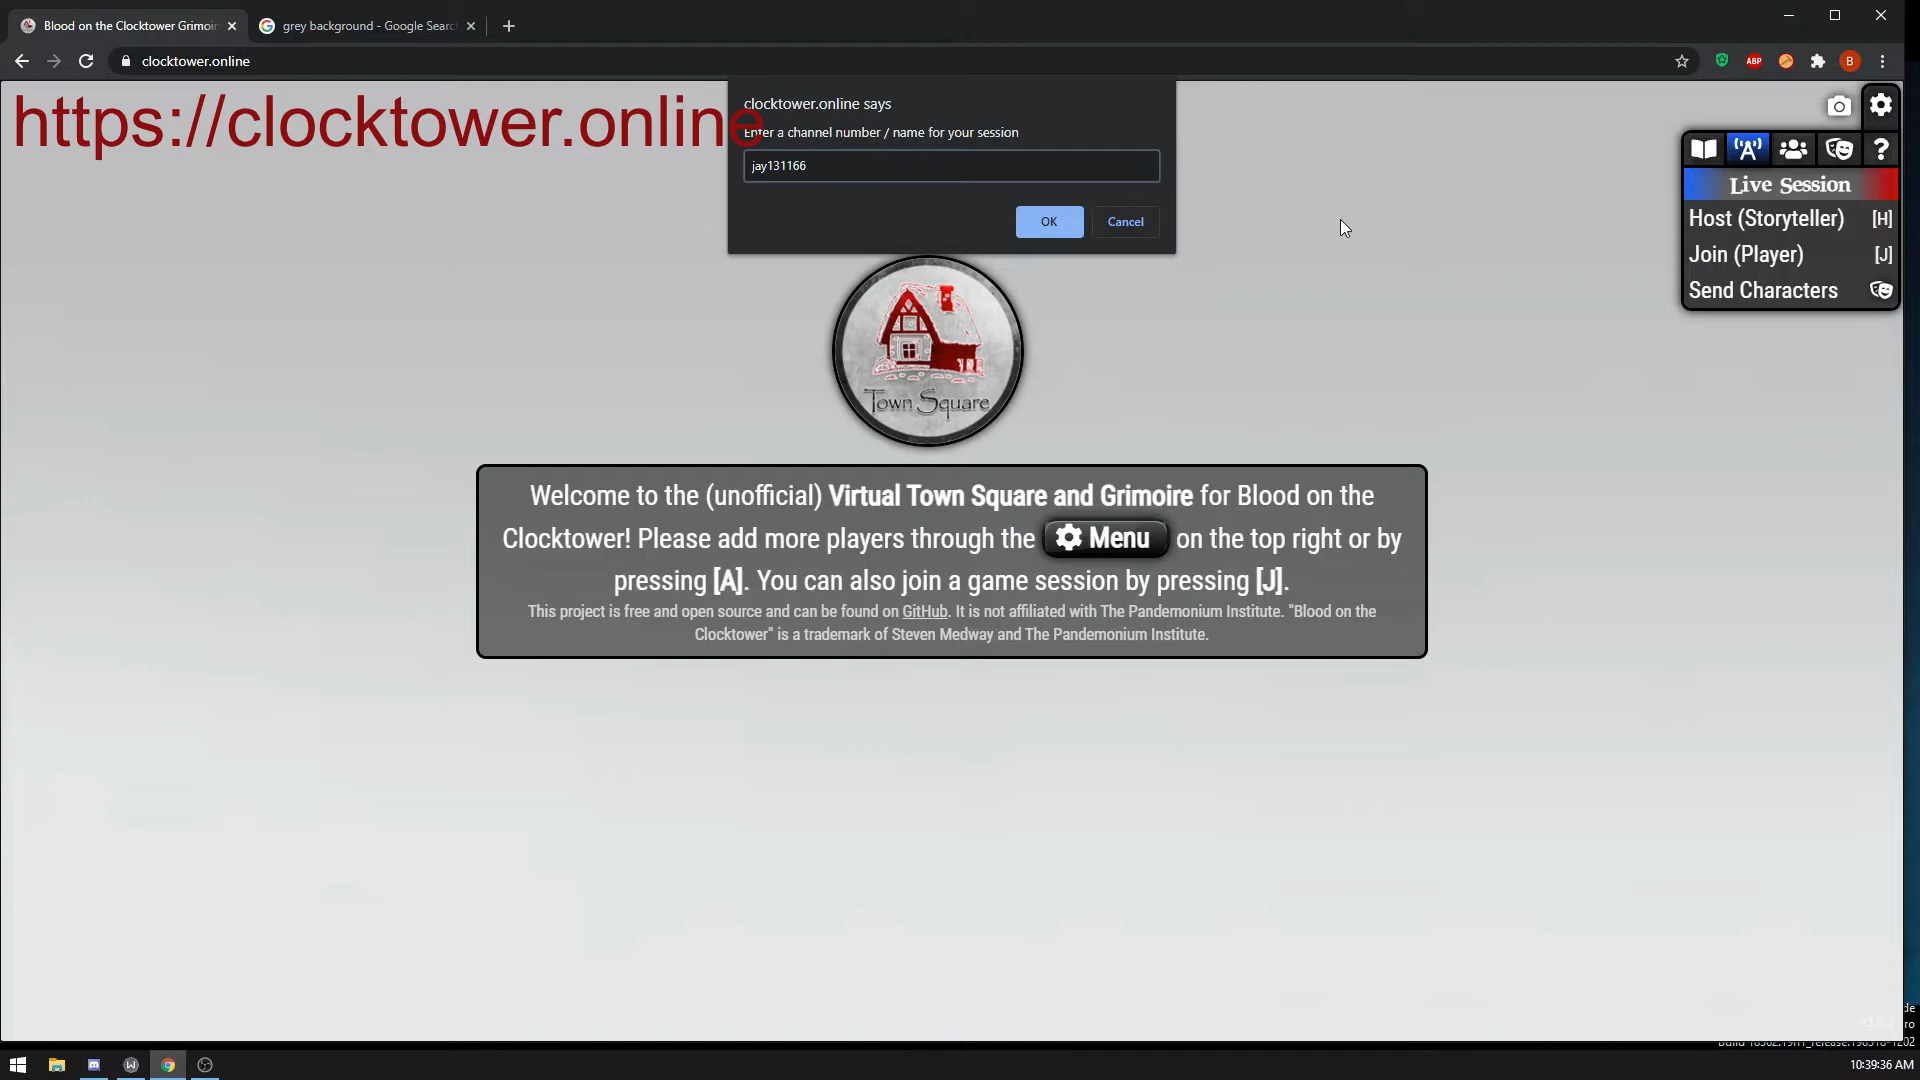 Blood on the Clocktower Grimoir
grey background - Google Searc
clocktower.online
https://clocktower.online
clocktower.online says
Enter a channel number / name for your session
jay131166
OK
Cancel
ABP
B
Live Session
Host (Storyteller) [H]
Join (Player) [J]
Send Characters
Town Square
Welcome to the (unofficial) Virtual Town Square and Grimoire for Blood on the
Clocktower! Please add more players through the Menu on the top right or by
pressing [A]. You can also join a game session by pressing [J].
This project is free and open source and can be found on GitHub. It is not affiliated with The Pandemonium Institute. "Blood on the
Clocktower" is a trademark of Steven Medway and The Pandemonium Institute.
de
ro
10:39:36 AM